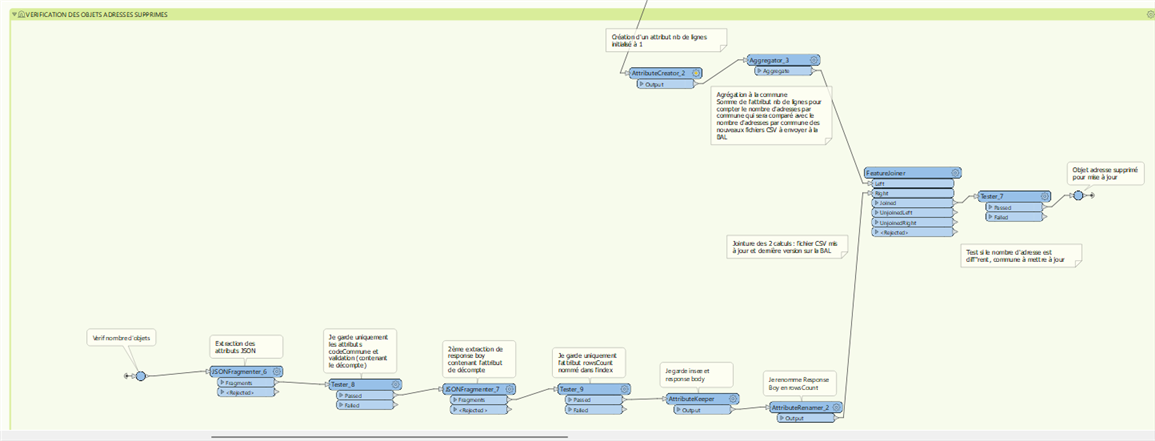 VERIFICATION DES OBJETS ADRESSES SUPPRIMES
Création d'un attribut nb de lignes
initialisé à 1
AttributeCreator_2
Output
Aggregator_3
Aggregate
Agrégation à la commune
Somme de l'attribut nb de lignes pour
compter le nombre d'adresses par
commune qui sera comparé avec le
nombre d'adresses par commune des
nouveaux fichiers CSV à envoyer à la
BAL
FeatureJoiner
Left
Right
Joined
UnjoinedLeft
UnjoinedRight
<Rejected>
Tester_7
Passed
Failed
Objet adresse supprimé
pour mise à jour
Jointure des 2 calculs : fichier CSV mis
à jour et dernière version sur la BAL
Test si le nombre d'adresse est
diff"rent, commune à mettre à jour
Vérif nombre d'objets
Extraction des
attributs JSON
JSONFragmenter_6
Fragments
<Rejected>
Je garde uniquement
les attributs
codeCommune et
validation (contenant
le décompte)
Tester_8
Passed
Failed
2ème extraction de
response boy
contenant l'attribut
de décompte
JSONFragmenter_7
Fragments
<Rejected>
Je garde uniquement
l'attribut rowsCount
nommé dans l'index
Tester_9
Passed
Failed
Je garde insee et
response body
AttributeKeeper
Output
Je renomme Response
Boy en rowsCount
AttributeRenamer_2
Output